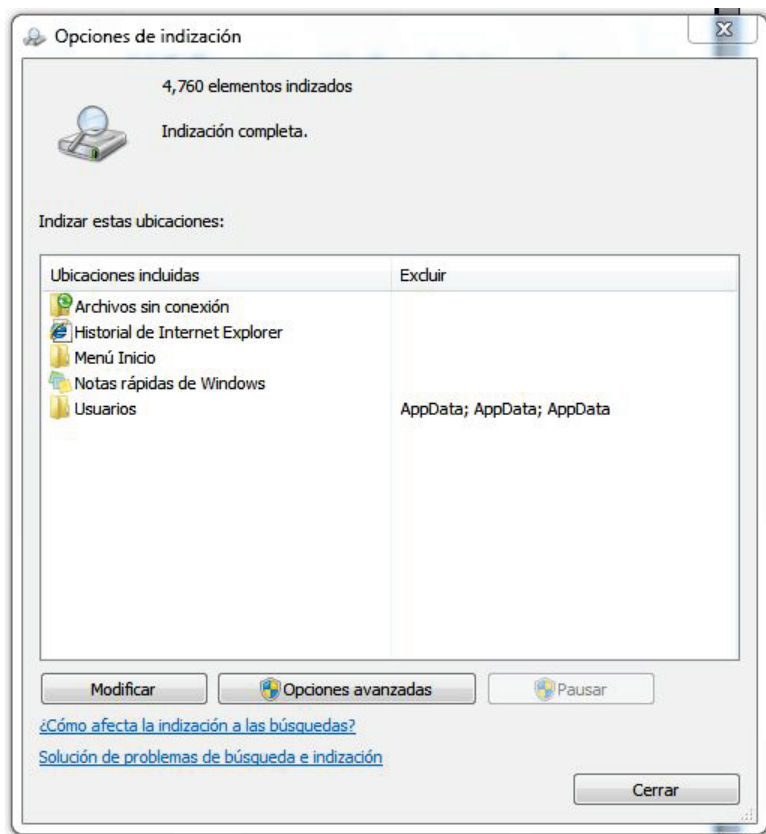 Opciones de indización
4,760 elementos indizados
Indización completa.
Indizar estas ubicaciones:
Ubicaciones incluidas Excluir
Archivos sin conexión
Historial de Internet Explorer
Menú Inicio
Notas rápidas de Windows
Usuarios AppData; AppData; AppData
Modificar Opciones avanzadas Pausar
¿Cómo afecta la indización a las búsquedas?
Solución de problemas de búsqueda e indización
Cerrar